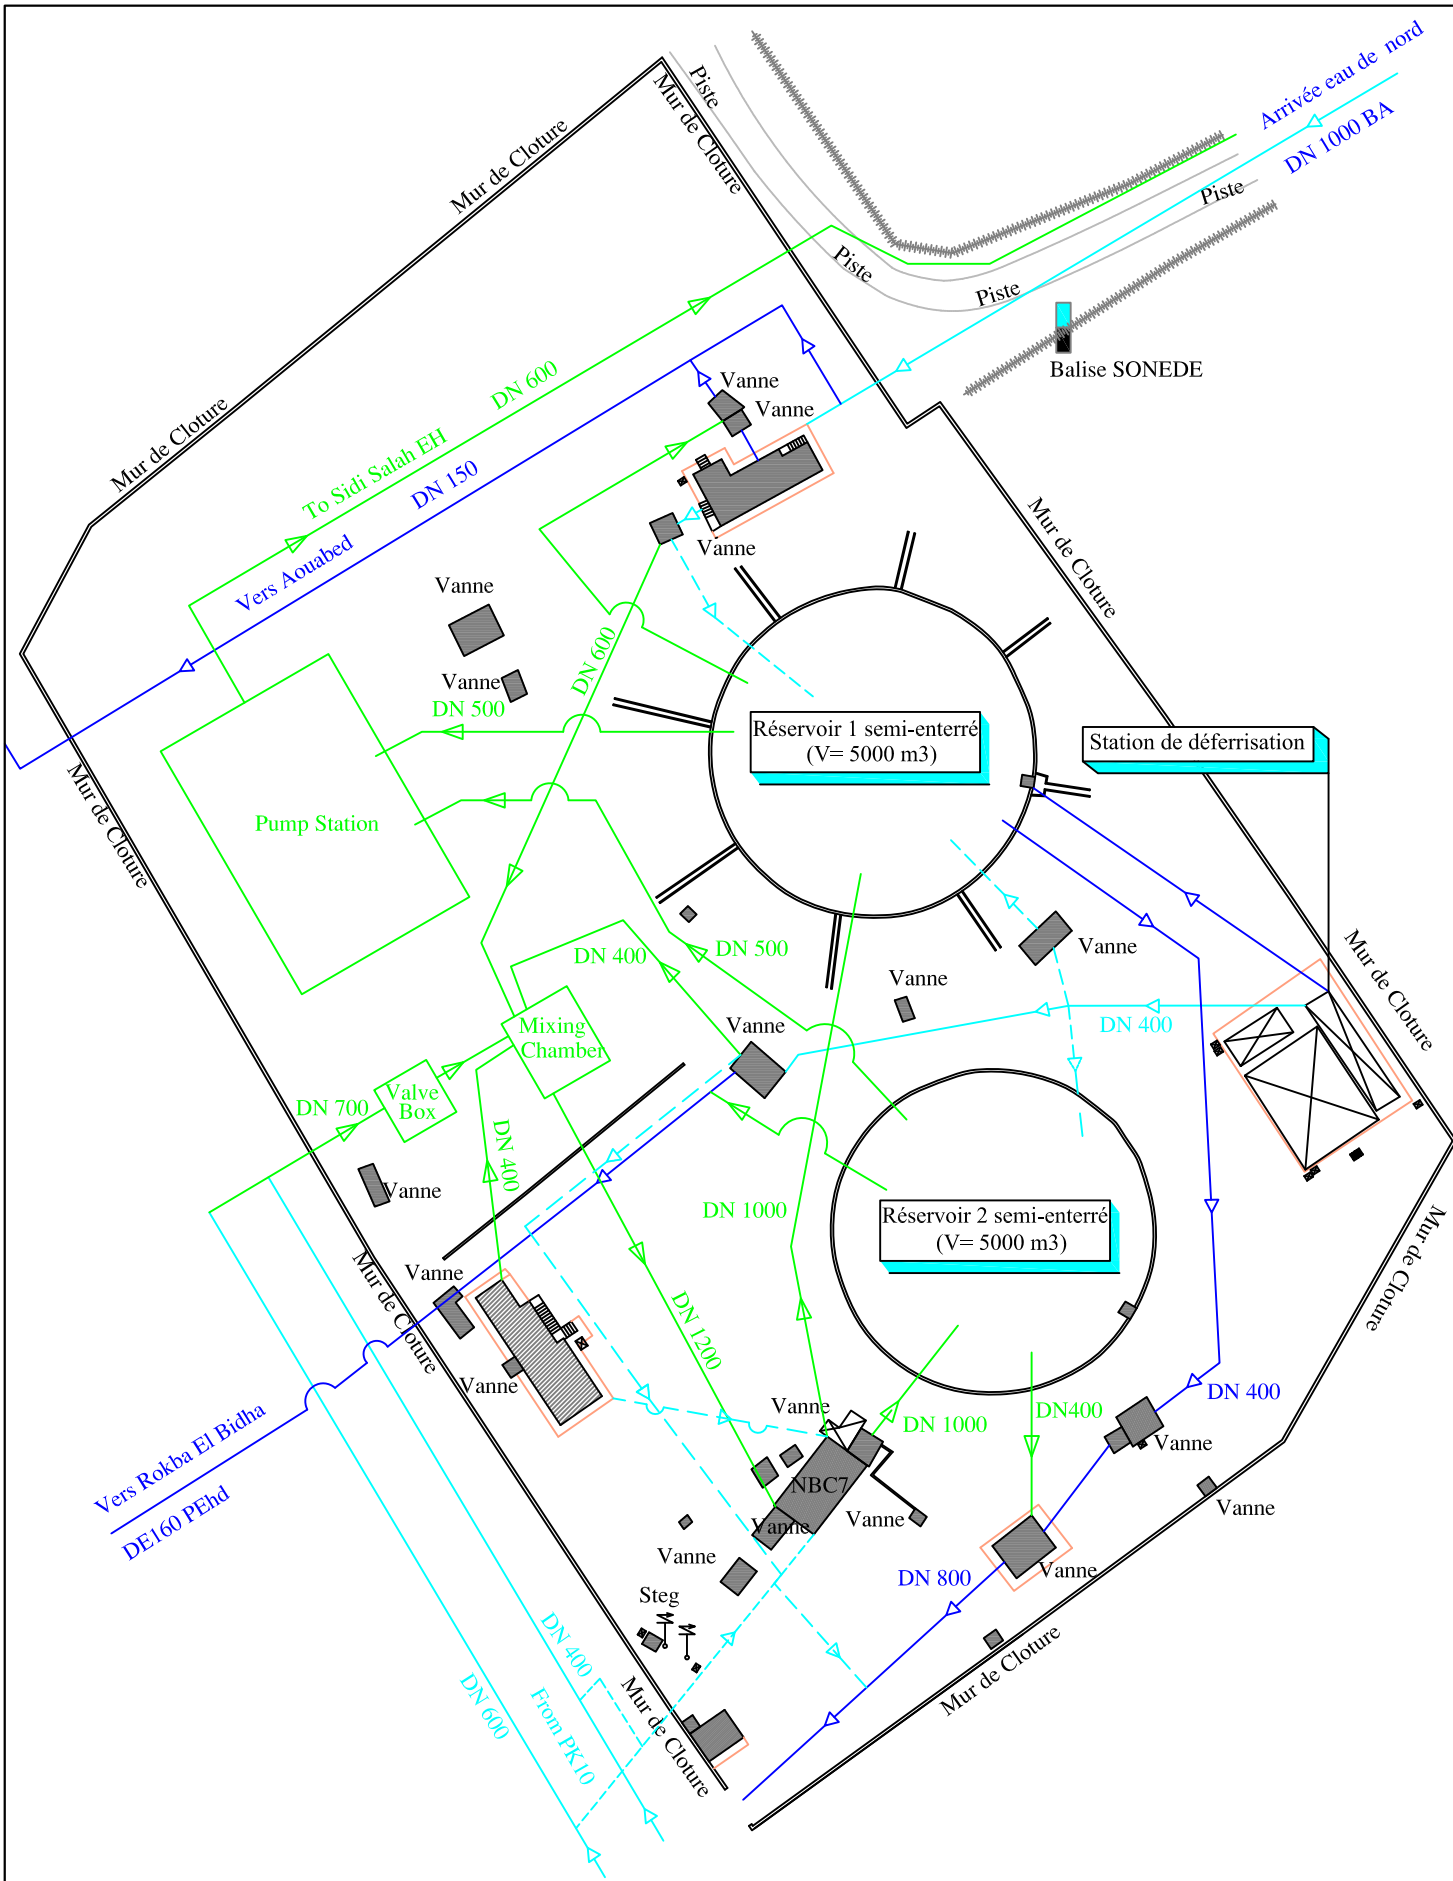 Arrivée eau de nord
DN 1000 BA
Piste
Mur de Cloture
Mur de Cloture
Piste
Piste
Piste
Balise SONEDE
Vanne
Vanne
DN 600
To Sidi Salah EH
DN 150
Vers Aouabed
Mur de Cloture
Vanne
Mur de Cloture
Vanne
DN 600
Vanne
DN 500
Réservoir 1 semi-enterré
(V= 5000 m3)
Station de déferrisation
Mur de Cloture
Pump Station
DN 400
DN 500
Vanne
Vanne
Mur de Cloture
Mixing
Chamber
Vanne
DN 400
Valve
Box
DN 700
DN 400
Vanne
DN 1000
Réservoir 2 semi-enterré
(V= 5000 m3)
Mur de Cloture
Mur de Cloture
Vanne
DN 1200
Vanne
Vanne
DN 1000
DN400
DN 400
Vanne
Vers Rokba El Bidha
DE160 PEhd
NBC7
Vanne
Vanne
Vanne
Vanne
Vanne
DN 800
Steg
DN 400
From PK10
DN 600
Mur de Cloture
Mur de Cloture